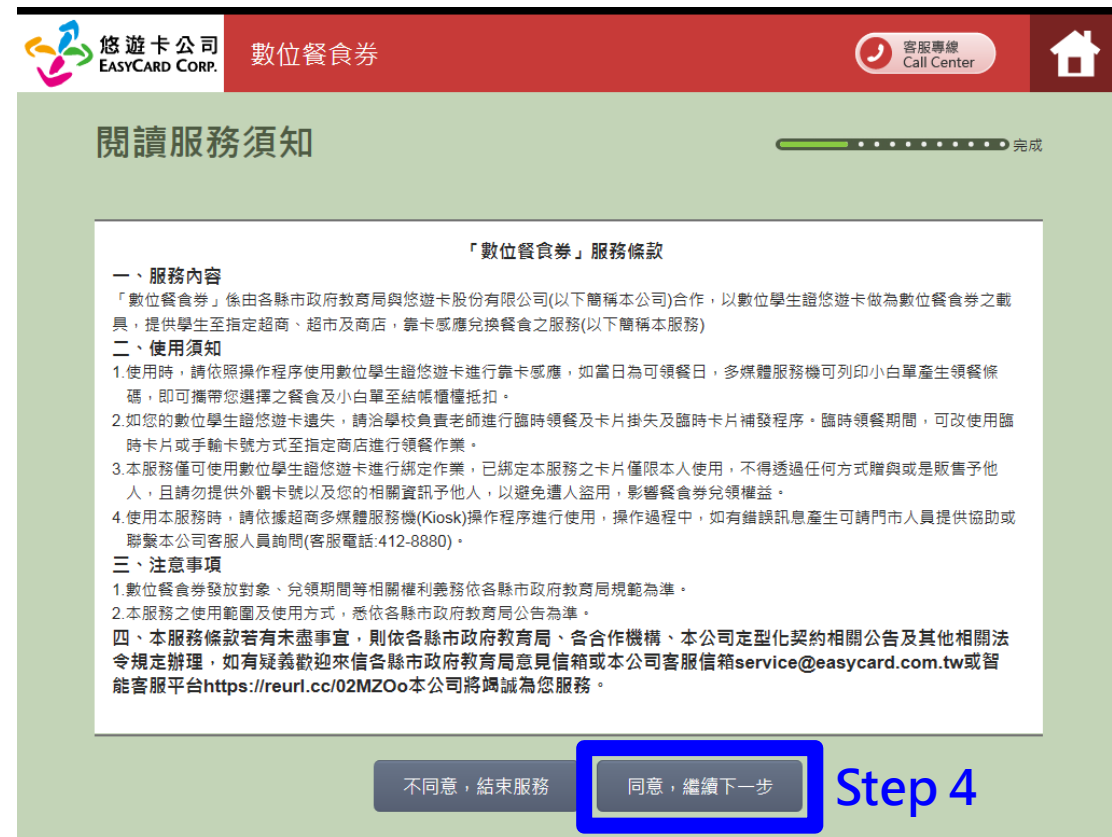 悠遊卡公司
EASYCARD CORP.
數位餐食券
客服專線
Call Center
閱讀服務須知
完成
「數位餐食券」服務條款
一、服務內容
「數位餐食券」係由各縣市政府教育局與悠遊卡股份有限公司(以下簡稱本公司)合作，以數位學生證悠遊卡做為數位餐食券之載
具，提供學生至指定超商、超市及商店，靠卡感應兌換餐食之服務(以下簡稱本服務)
二、使用須知
1.使用時，請依照操作程序使用數位學生證悠遊卡進行靠卡感應，如當日為可領餐日，多媒體服務機可列印小白單產生領餐條
碼，即可攜帶您選擇之餐食及小白單至結帳櫃檯抵扣。
2.如您的數位學生證悠遊卡遺失，請洽學校負責老師進行臨時領餐及卡片掛失及臨時卡片補發程序。臨時領餐期間，可改使用臨
時卡片或手輸卡號方式至指定商店進行領餐作業。
3.本服務僅可使用數位學生證悠遊卡進行綁定作業，已綁定本服務之卡片僅限本人使用，不得透過任何方式贈與或是販售予他
人，且請勿提供外觀卡號以及您的相關資訊予他人，以避免遭人盜用，影響餐食券兌領權益。
4.使用本服務時，請依據超商多媒體服務機(Kiosk)操作程序進行使用，操作過程中，如有錯誤訊息產生可請門市人員提供協助或
聯繫本公司客服人員詢問(客服電話:412-8880)。
三、注意事項
1.數位餐食券發放對象、兌領期間等相關權利義務依各縣市政府教育局規範為準。
2.本服務之使用範圍及使用方式，悉依各縣市政府教育局公告為準。
四、本服務條款若有未盡事宜，則依各縣市政府教育局、各合作機構、本公司定型化契約相關公告及其他相關法
令規定辦理，如有疑義歡迎來信各縣市政府教育局意見信箱或本公司客服信箱service@easycard.com.tw或智
能客服平台https://reurl.cc/02MZOo本公司將竭誠為您服務。
不同意，結束服務
同意，繼續下一步
Step 4